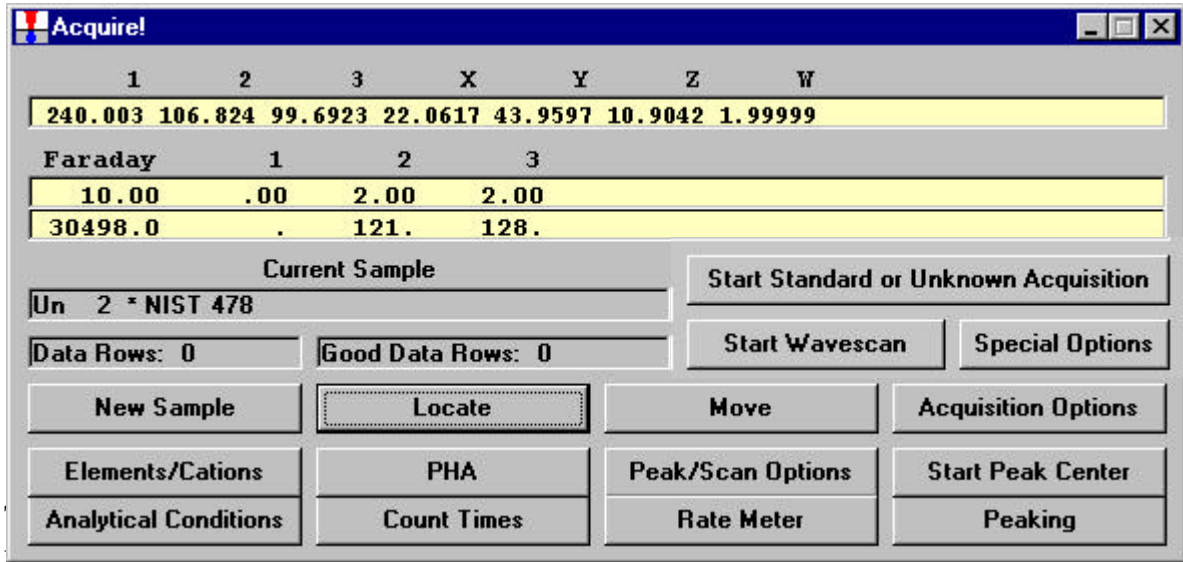 Acquire!
1 2 3 X Y Z W
240.003 106.824 99.6923 22.0617 43.9597 10.9042 1.99999
Faraday 1 2 3
10.00 .00 2.00 2.00
30498.0 . 121. 128.
Current Sample
Un 2 * NIST 478
Start Standard or Unknown Acquisition
Data Rows: 0 Good Data Rows: 0
Start Wavescan Special Options
New Sample Locate Move Acquisition Options
Elements/Cations PHA Peak/Scan Options Start Peak Center
Analytical Conditions Count Times Rate Meter Peaking